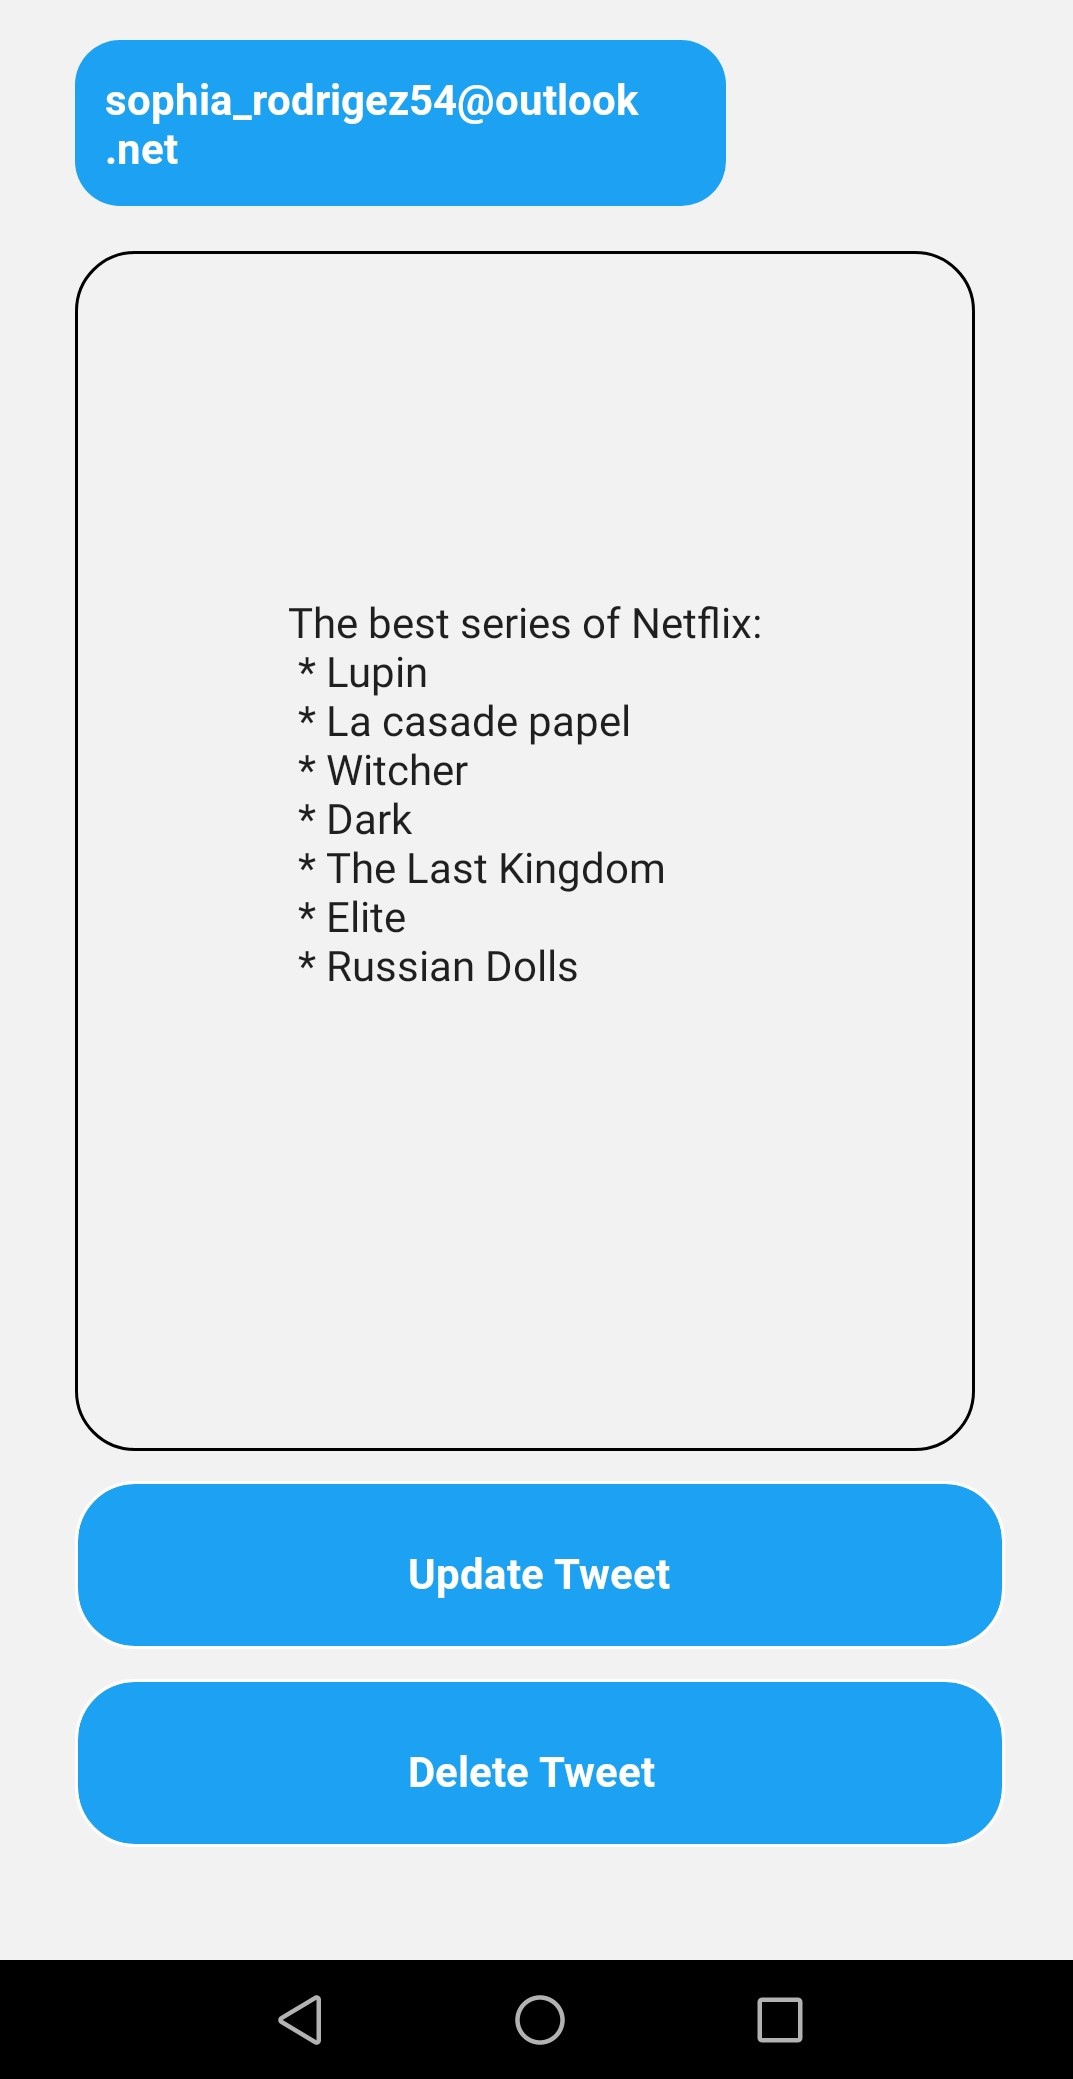 sophia_rodrigez54@outlook
.net
The best series of Netflix:
* Lupin
* La casade papel
* Witcher
* Dark
* The Last Kingdom
* Elite
* Russian Dolls
Update Tweet
Delete Tweet